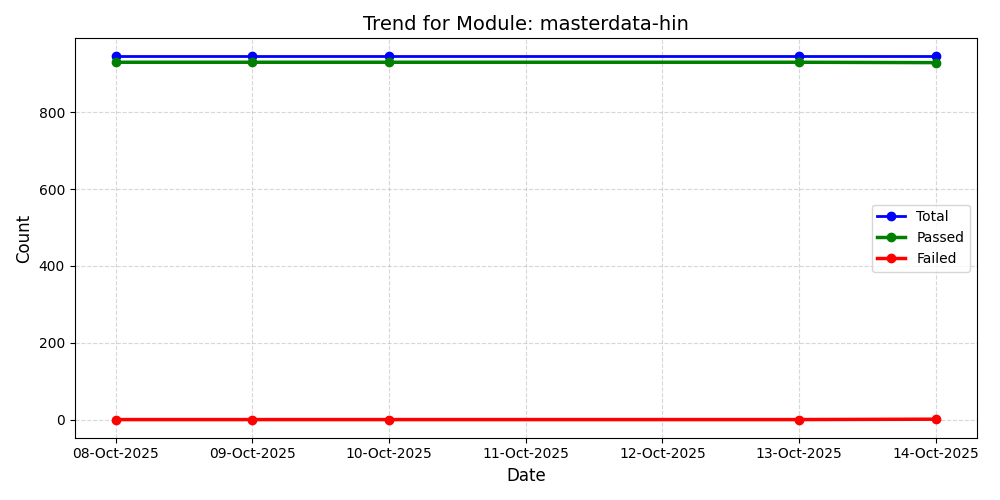 Trend for Module: masterdata-hin
Count
800
600
400
200
0
Total
Passed
Failed
08-Oct-2025 09-Oct-2025 10-Oct-2025 11-Oct-2025 12-Oct-2025 13-Oct-2025 14-Oct-2025
Date